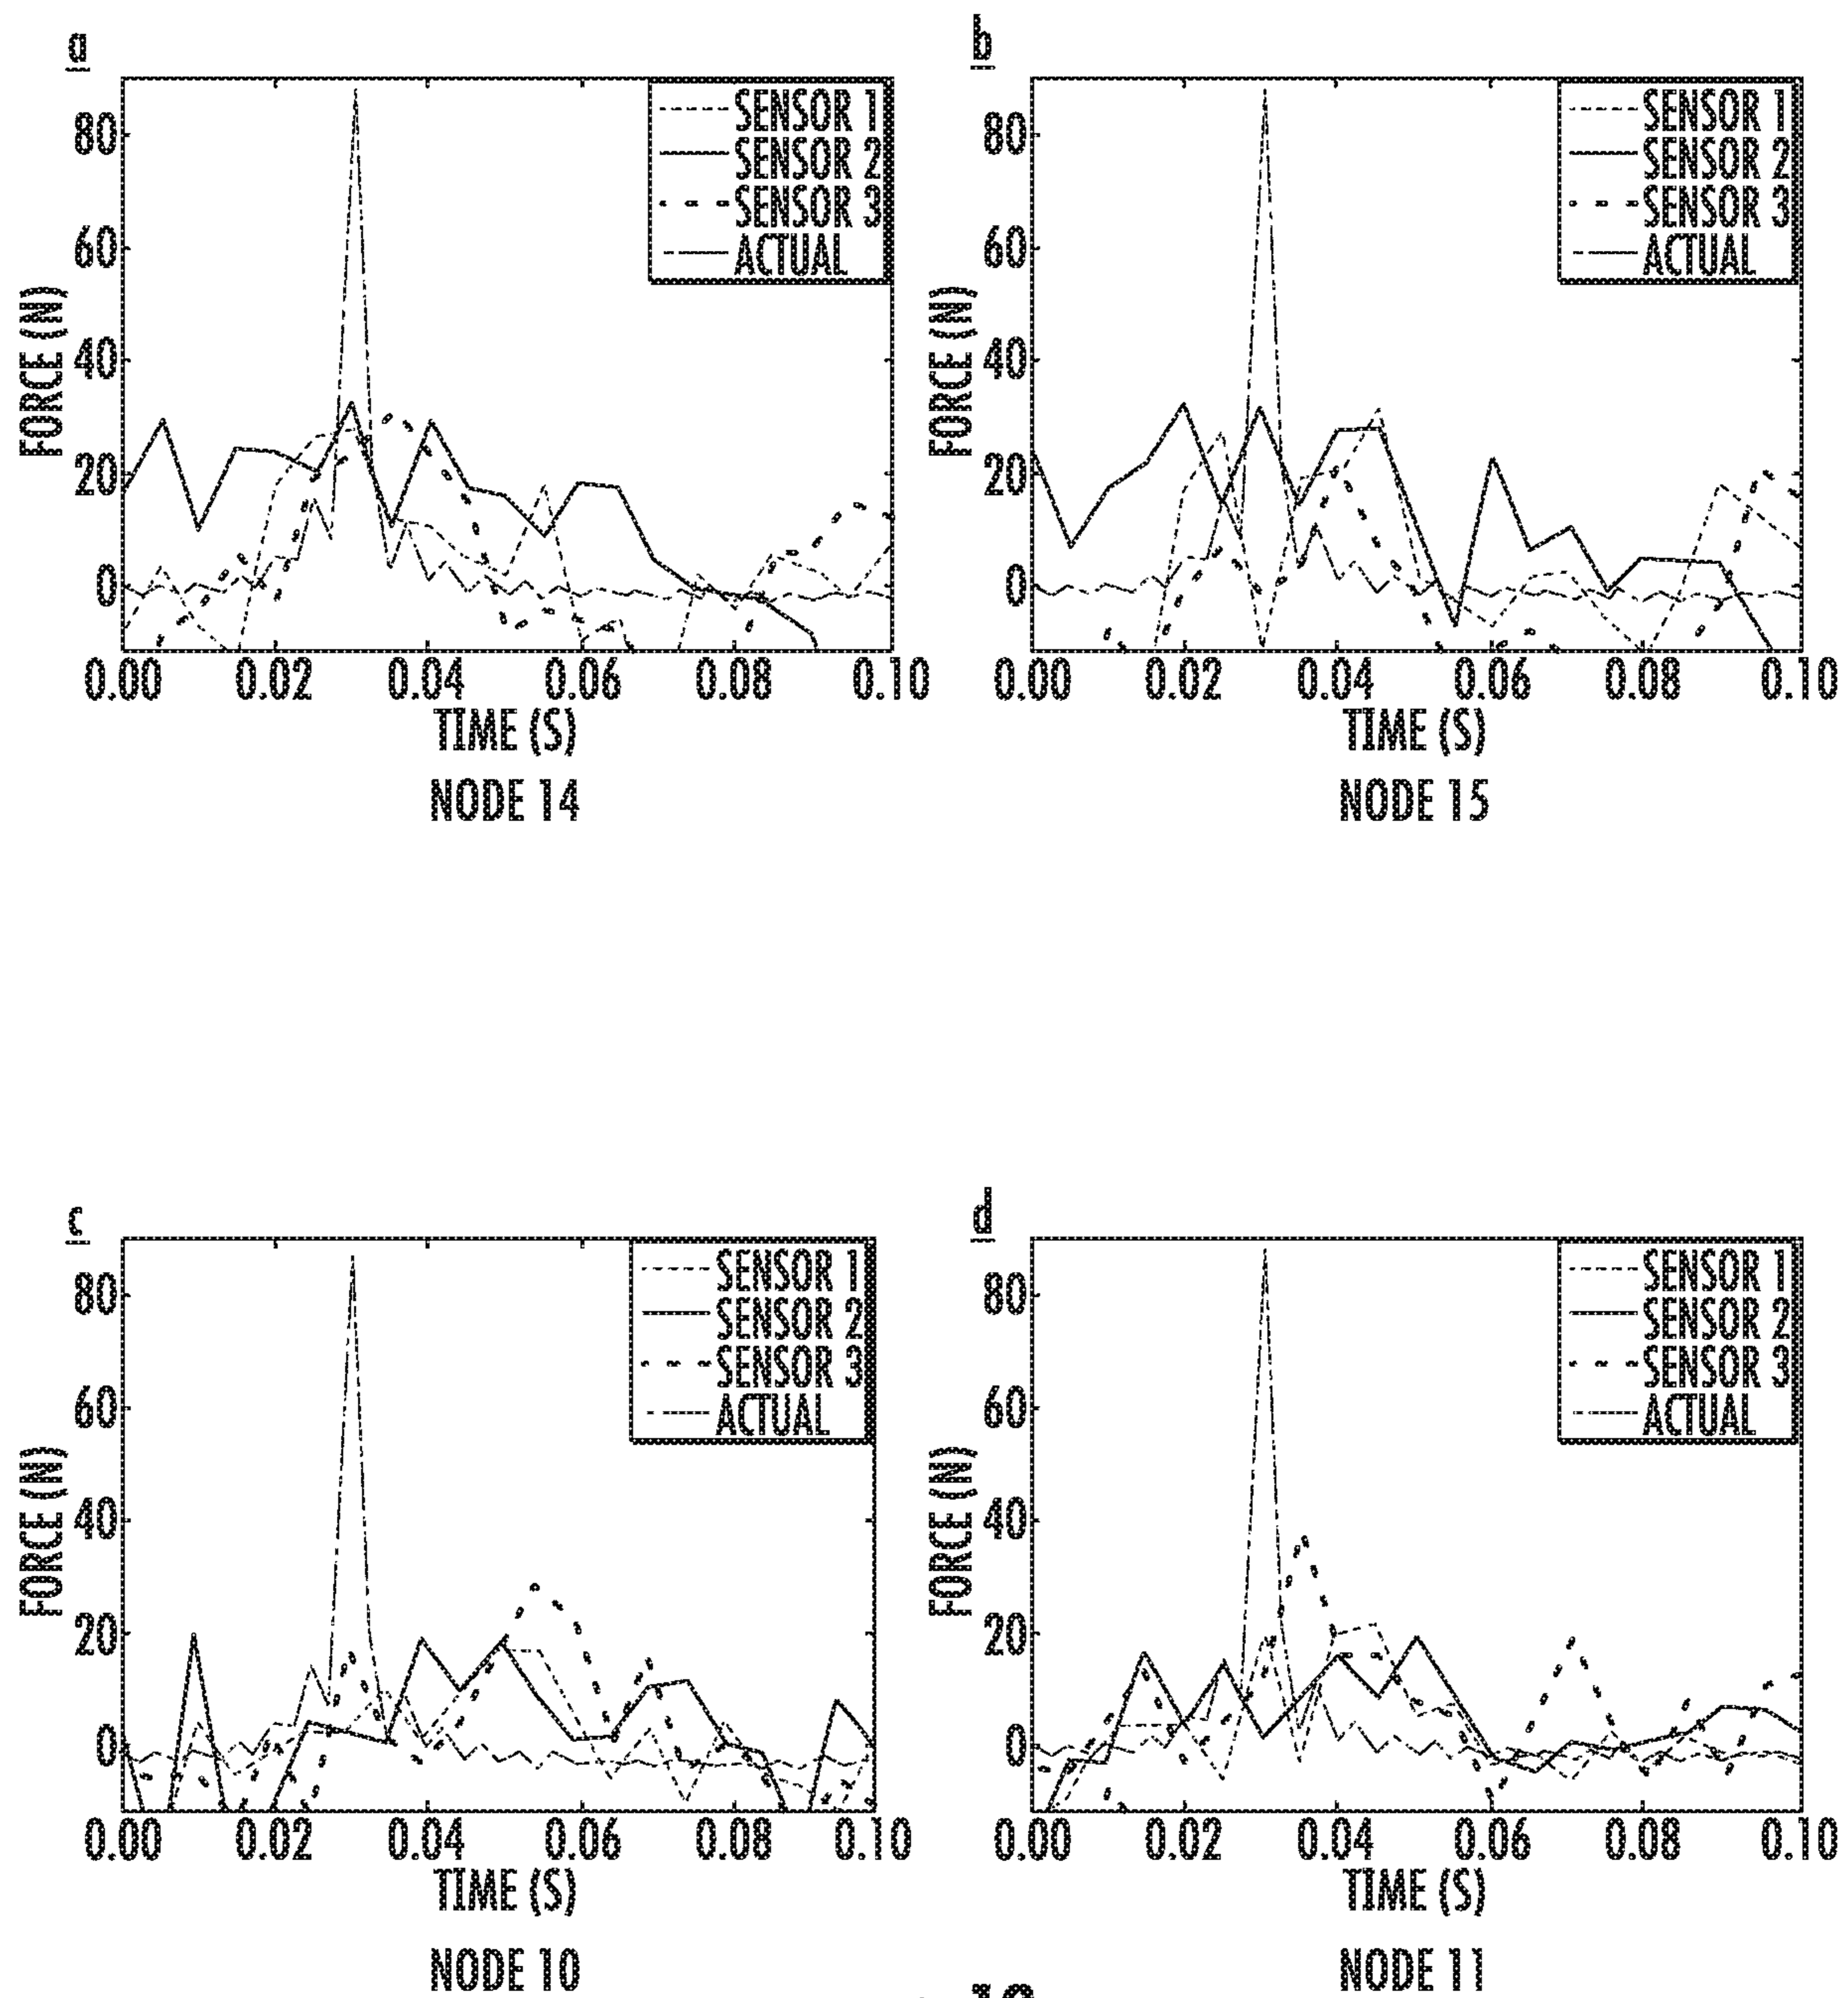 a
SENSOR 1
SENSOR 2
SENSOR 3
ACTUAL
80
60
40
20
0
FORCE (N)
0.00 0.02 0.04 0.06 0.08 0.10
TIME (S)
NODE 14
b
SENSOR 1
SENSOR 2
SENSOR 3
ACTUAL
80
60
40
20
0
FORCE (N)
0.00 0.02 0.04 0.06 0.08 0.10
TIME (S)
NODE 15
c
SENSOR 1
SENSOR 2
SENSOR 3
ACTUAL
80
60
40
20
0
FORCE (N)
0.00 0.02 0.04 0.06 0.08 0.10
TIME (S)
NODE 10
d
SENSOR 1
SENSOR 2
SENSOR 3
ACTUAL
80
60
40
20
0
FORCE (N)
0.00 0.02 0.04 0.06 0.08 0.10
TIME (S)
NODE 11